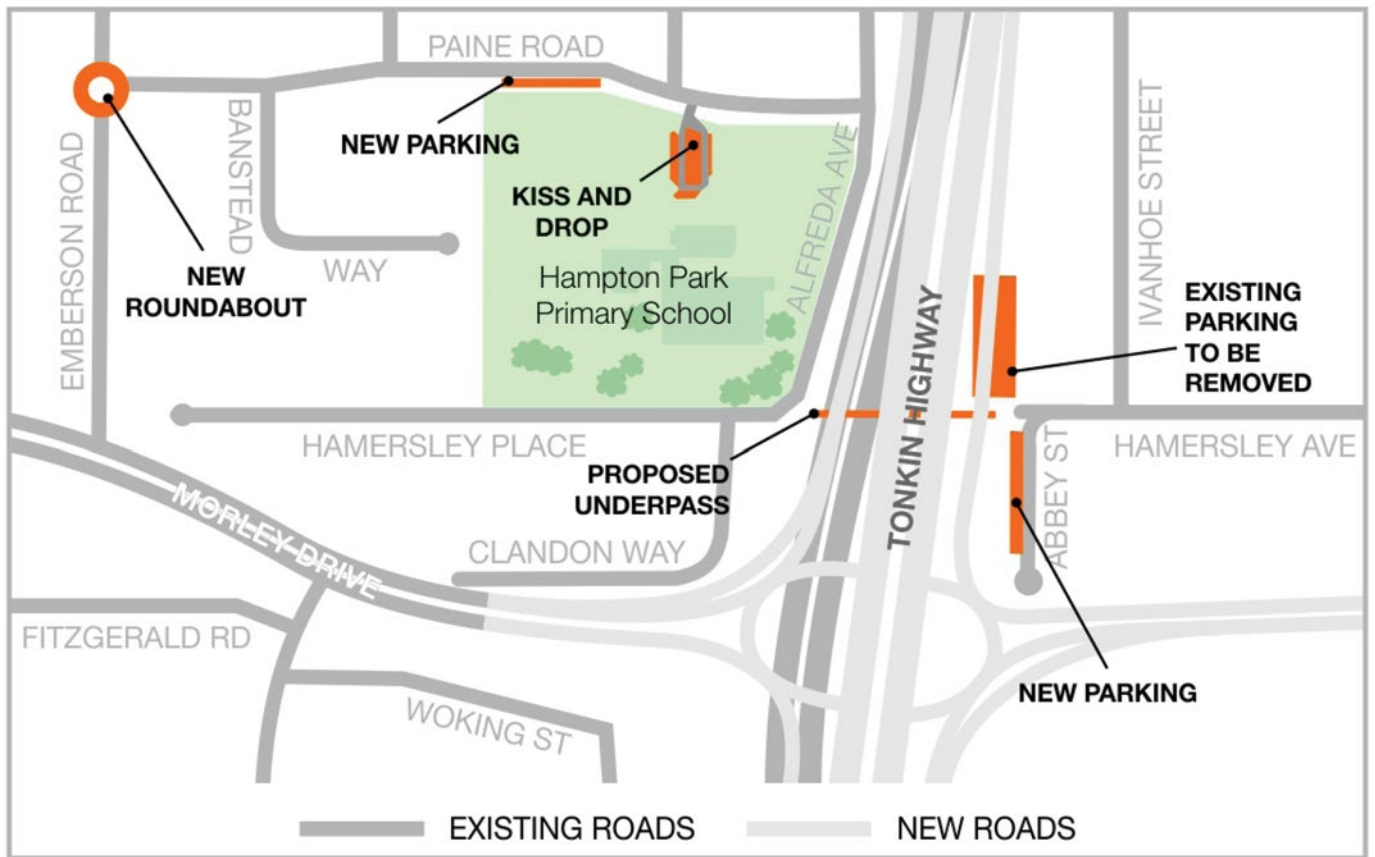 PAINE ROAD
NEW PARKING
BANSTEAD
WAY
KISS AND
DROP
ALFREDA AVE
IVANHOE STREET
EMBERSON ROAD
NEW
ROUNDABOUT
Hampton Park
Primary School
TONKIN HIGHWAY
EXISTING
PARKING
TO BE
REMOVED
HAMERSLEY PLACE
HAMERSLEY AVE
PROPOSED
UNDERPASS
ABBEY ST
MORLEY DRIVE
CLANDON WAY
FITZGERALD RD
NEW PARKING
WOKING ST
EXISTING ROADS
NEW ROADS